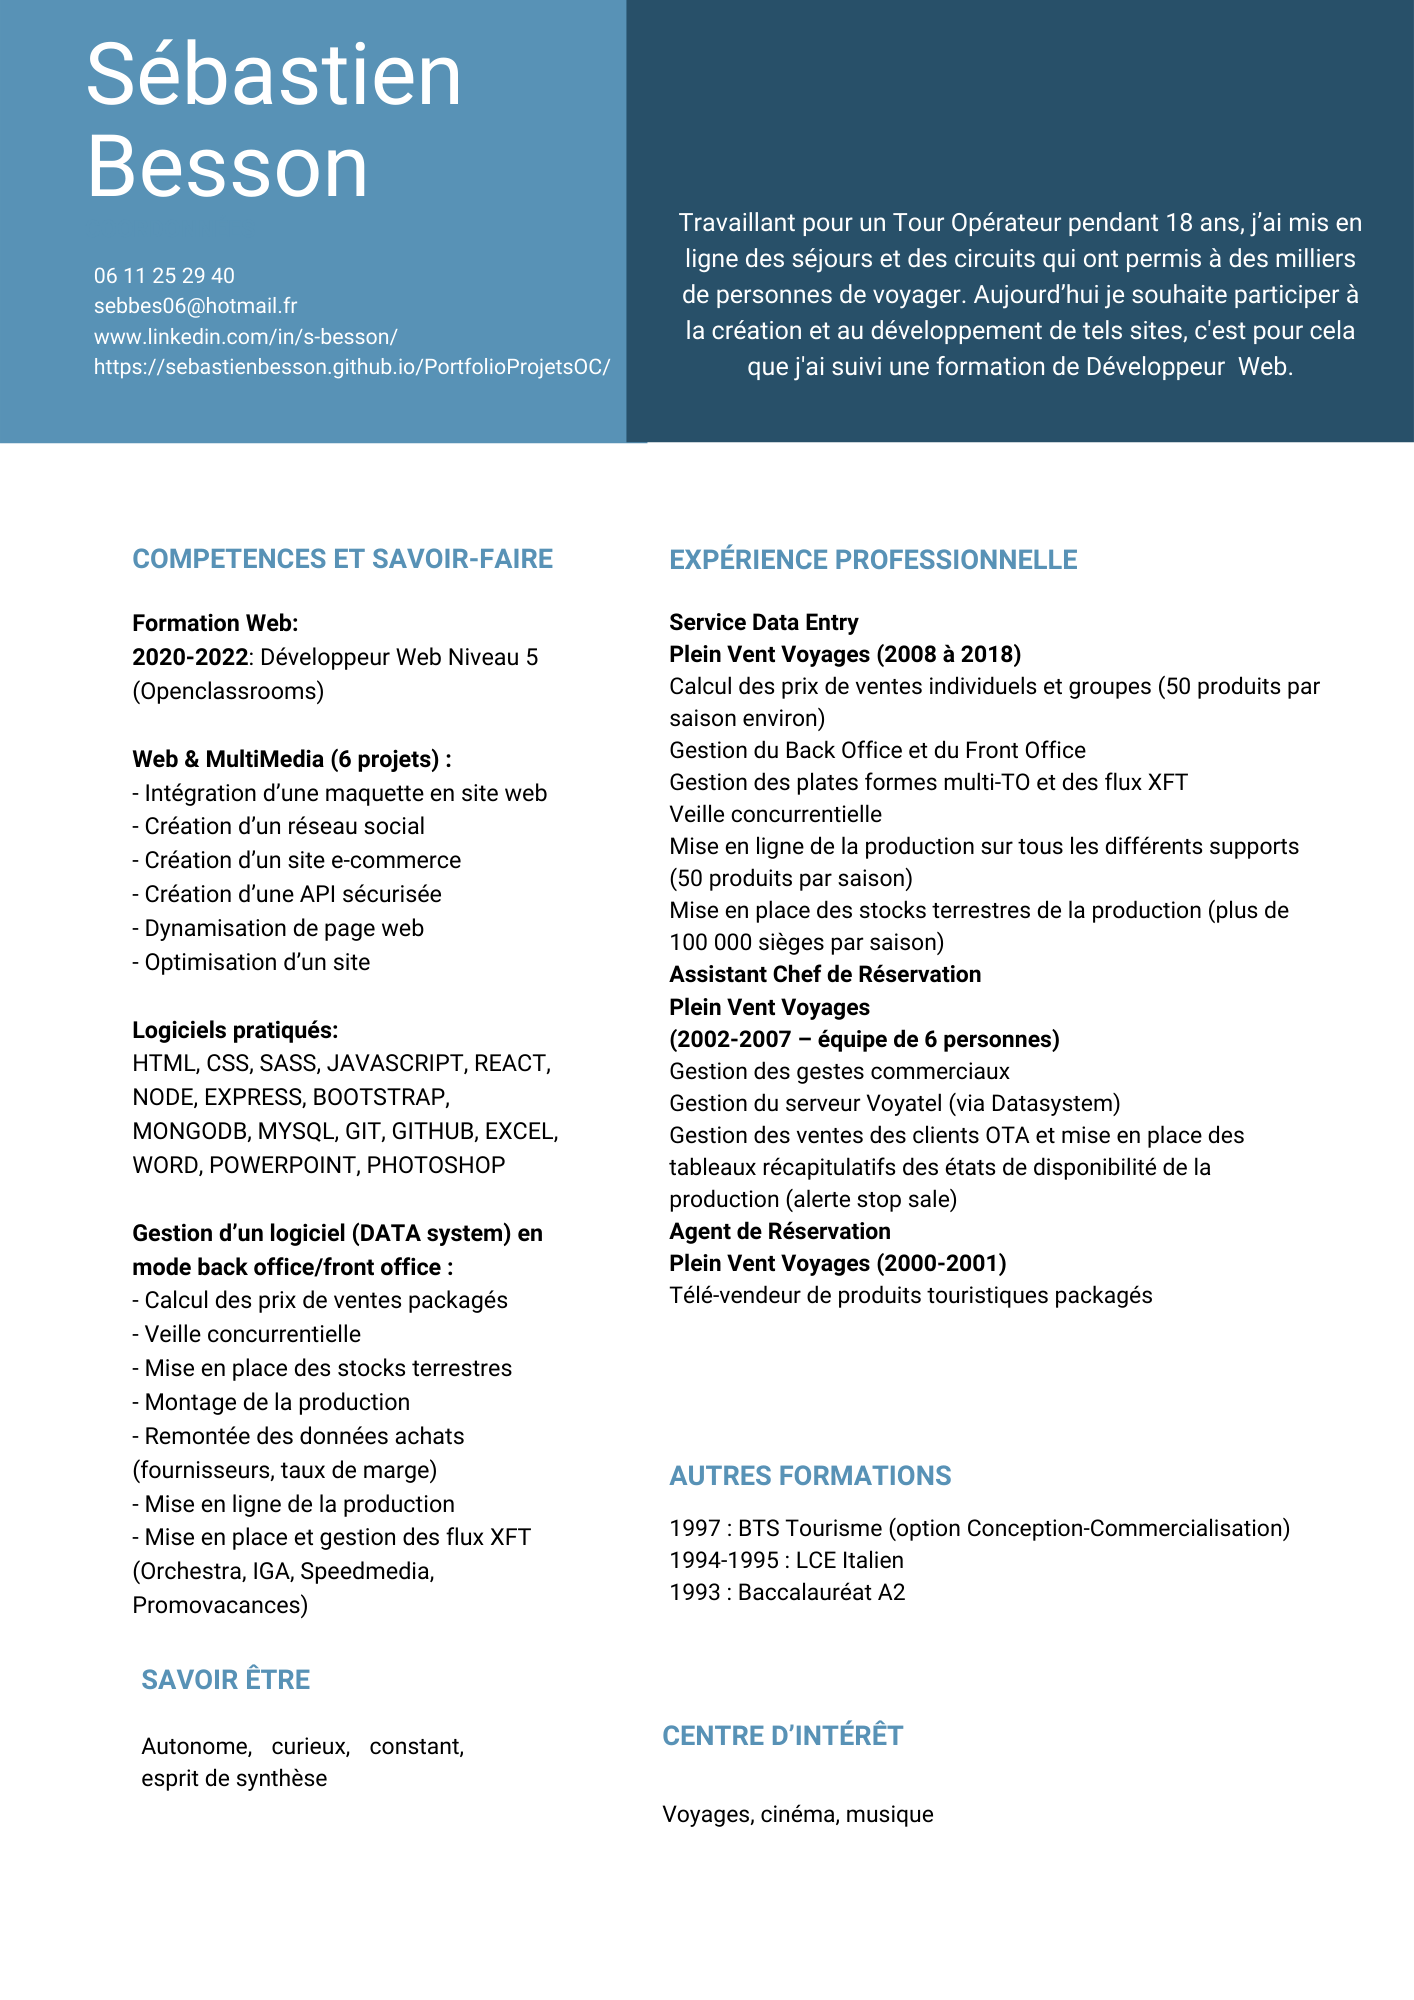 Sébastien
Besson
06 11 25 29 40
sebbes06@hotmail.fr
www.linkedin.com/in/s-besson/
https://sebastienbesson.github.io/PortfolioProjetsOC/
Travaillant pour un Tour Opérateur pendant 18 ans, j’ai mis en
ligne des séjours et des circuits qui ont permis à des milliers
de personnes de voyager. Aujourd’hui je souhaite participer à
la création et au développement de tels sites, c'est pour cela
que j'ai suivi une formation de Développeur  Web.
COMPETENCES ET SAVOIR-FAIRE
Formation Web:
2020-2022: Développeur Web Niveau 5
(Openclassrooms)
Web & MultiMedia (6 projets) :
- Intégration d’une maquette en site web
- Création d’un réseau social
- Création d’un site e-commerce
- Création d’une API sécurisée
- Dynamisation de page web
- Optimisation d’un site
Logiciels pratiqués:
HTML, CSS, SASS, JAVASCRIPT, REACT,
NODE, EXPRESS, BOOTSTRAP,
MONGODB, MYSQL, GIT, GITHUB, EXCEL,
WORD, POWERPOINT, PHOTOSHOP
Gestion d’un logiciel (DATA system) en
mode back office/front office :
- Calcul des prix de ventes packagés
- Veille concurrentielle
- Mise en place des stocks terrestres
- Montage de la production
- Remontée des données achats
(fournisseurs, taux de marge)
- Mise en ligne de la production
- Mise en place et gestion des flux XFT
(Orchestra, IGA, Speedmedia,
Promovacances)
SAVOIR ÊTRE
Autonome, curieux, constant,
esprit de synthèse
EXPÉRIENCE PROFESSIONNELLE
Service Data Entry
Plein Vent Voyages (2008 à 2018)
Calcul des prix de ventes individuels et groupes (50 produits par
saison environ)
Gestion du Back Office et du Front Office
Gestion des plates formes multi-TO et des flux XFT
Veille concurrentielle
Mise en ligne de la production sur tous les différents supports
(50 produits par saison)
Mise en place des stocks terrestres de la production (plus de
100 000 sièges par saison)
Assistant Chef de Réservation
Plein Vent Voyages
(2002-2007 – équipe de 6 personnes)
Gestion des gestes commerciaux
Gestion du serveur Voyatel (via Datasystem)
Gestion des ventes des clients OTA et mise en place des
tableaux récapitulatifs des états de disponibilité de la
production (alerte stop sale)
Agent de Réservation
Plein Vent Voyages (2000-2001)
Télé-vendeur de produits touristiques packagés
AUTRES FORMATIONS
1997 : BTS Tourisme (option Conception-Commercialisation)
1994-1995 : LCE Italien
1993 : Baccalauréat A2
CENTRE D’INTÉRÊT
Voyages, cinéma, musique